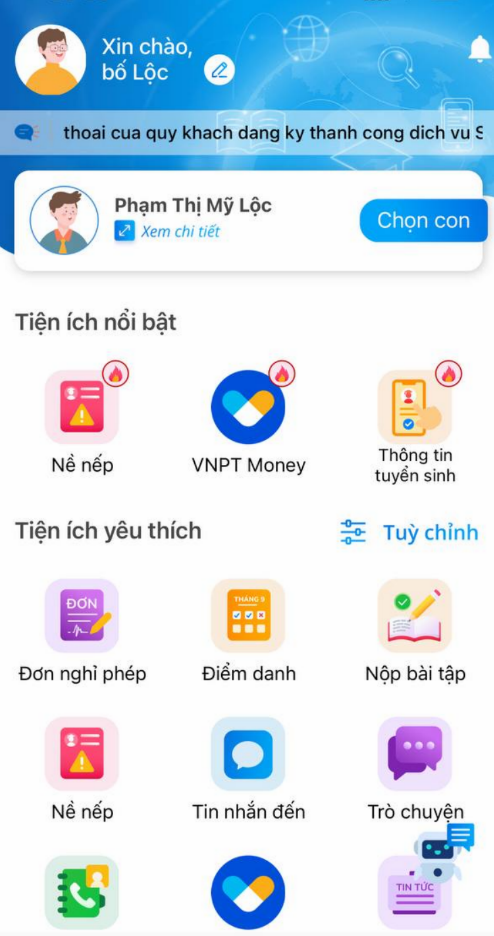 Xin chào,
bố Lộc
thoai cua quy khach dang ky thanh cong dich vu S
Phạm Thị Mỹ Lộc
Xem chi tiết
Chọn con
Tiện ích nổi bật
Nề nếp
VNPT Money
Thông tin
tuyển sinh
Tiện ích yêu thích
Tuỳ chỉnh
ĐƠN
THÁNG 9
Đơn nghỉ phép
Điểm danh
Nộp bài tập
Nề nếp
Tin nhắn đến
Trò chuyện
TIN TỨC